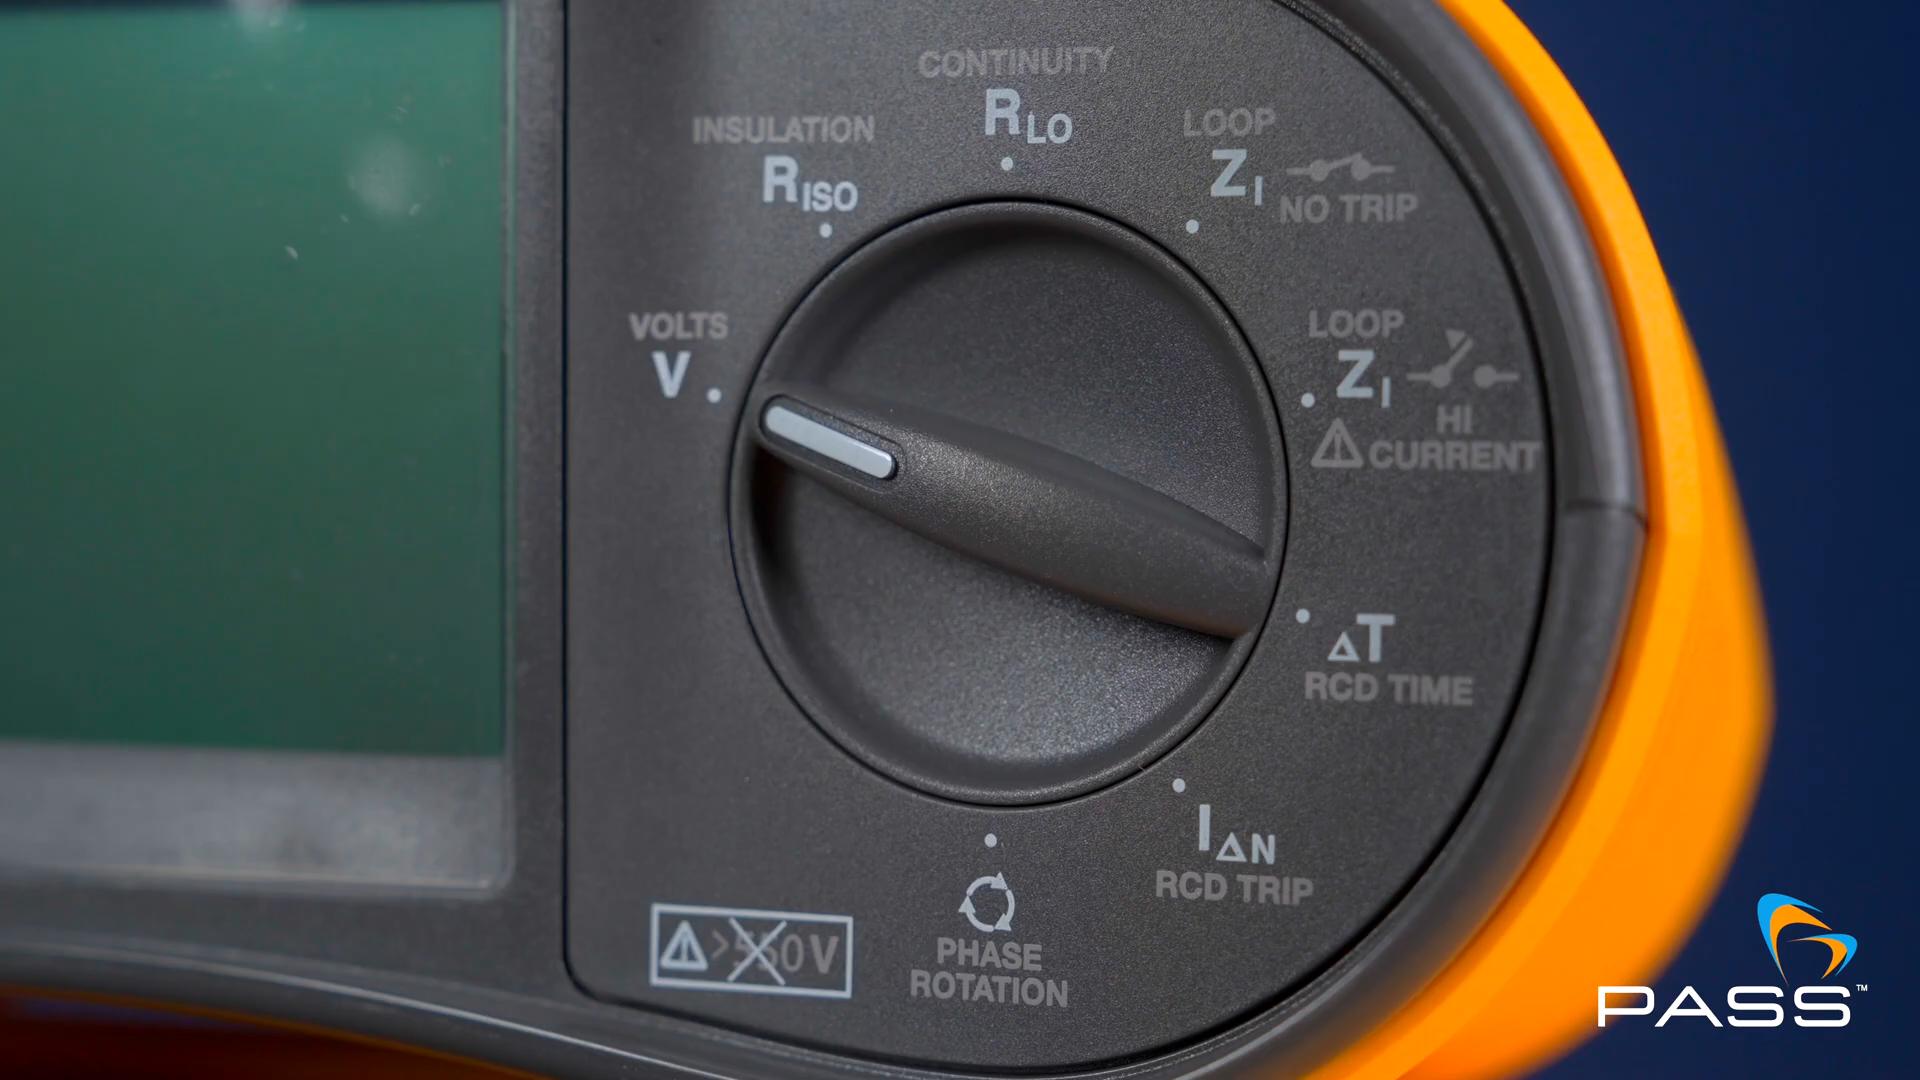 CONTINUITY
RLO
INSULATION
RISO
LOOP
ZI
NO TRIP
VOLTS
V
LOOP
ZI
HI
CURRENT
ΔT
RCD TIME
IΔN
RCD TRIP
PHASE
ROTATION
>550V
PASS™